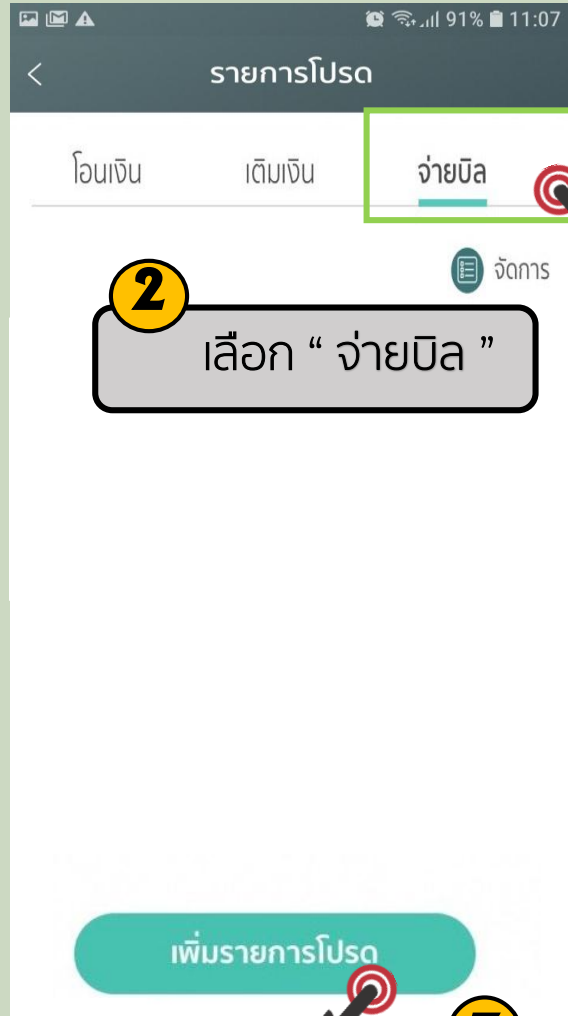 91% 11:07
< รายการโปรด
โอนเงิน เติมเงิน จ่ายบิล
จัดการ
2
เลือก “ จ่ายบิล ”
เพิ่มรายการโปรด